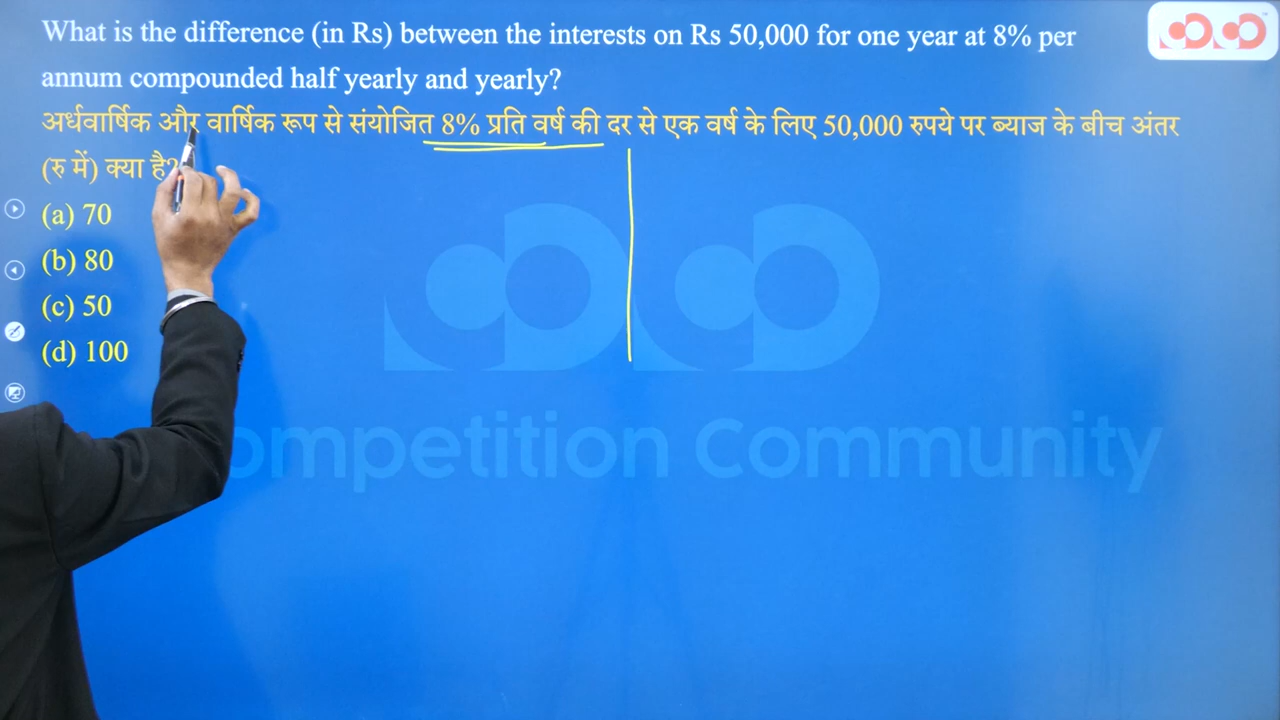 What is the difference (in Rs) between the interests on Rs 50,000 for one year at 8% per
annum compounded half yearly and yearly?
अर्धवार्षिक और वार्षिक रूप से संयोजित 8% प्रति वर्ष की दर से एक वर्ष के लिए 50,000 रुपये पर ब्याज के बीच अंतर
(रु में) क्या है?
(a) 70
(b) 80
(c) 50
(d) 100
ompetition Community